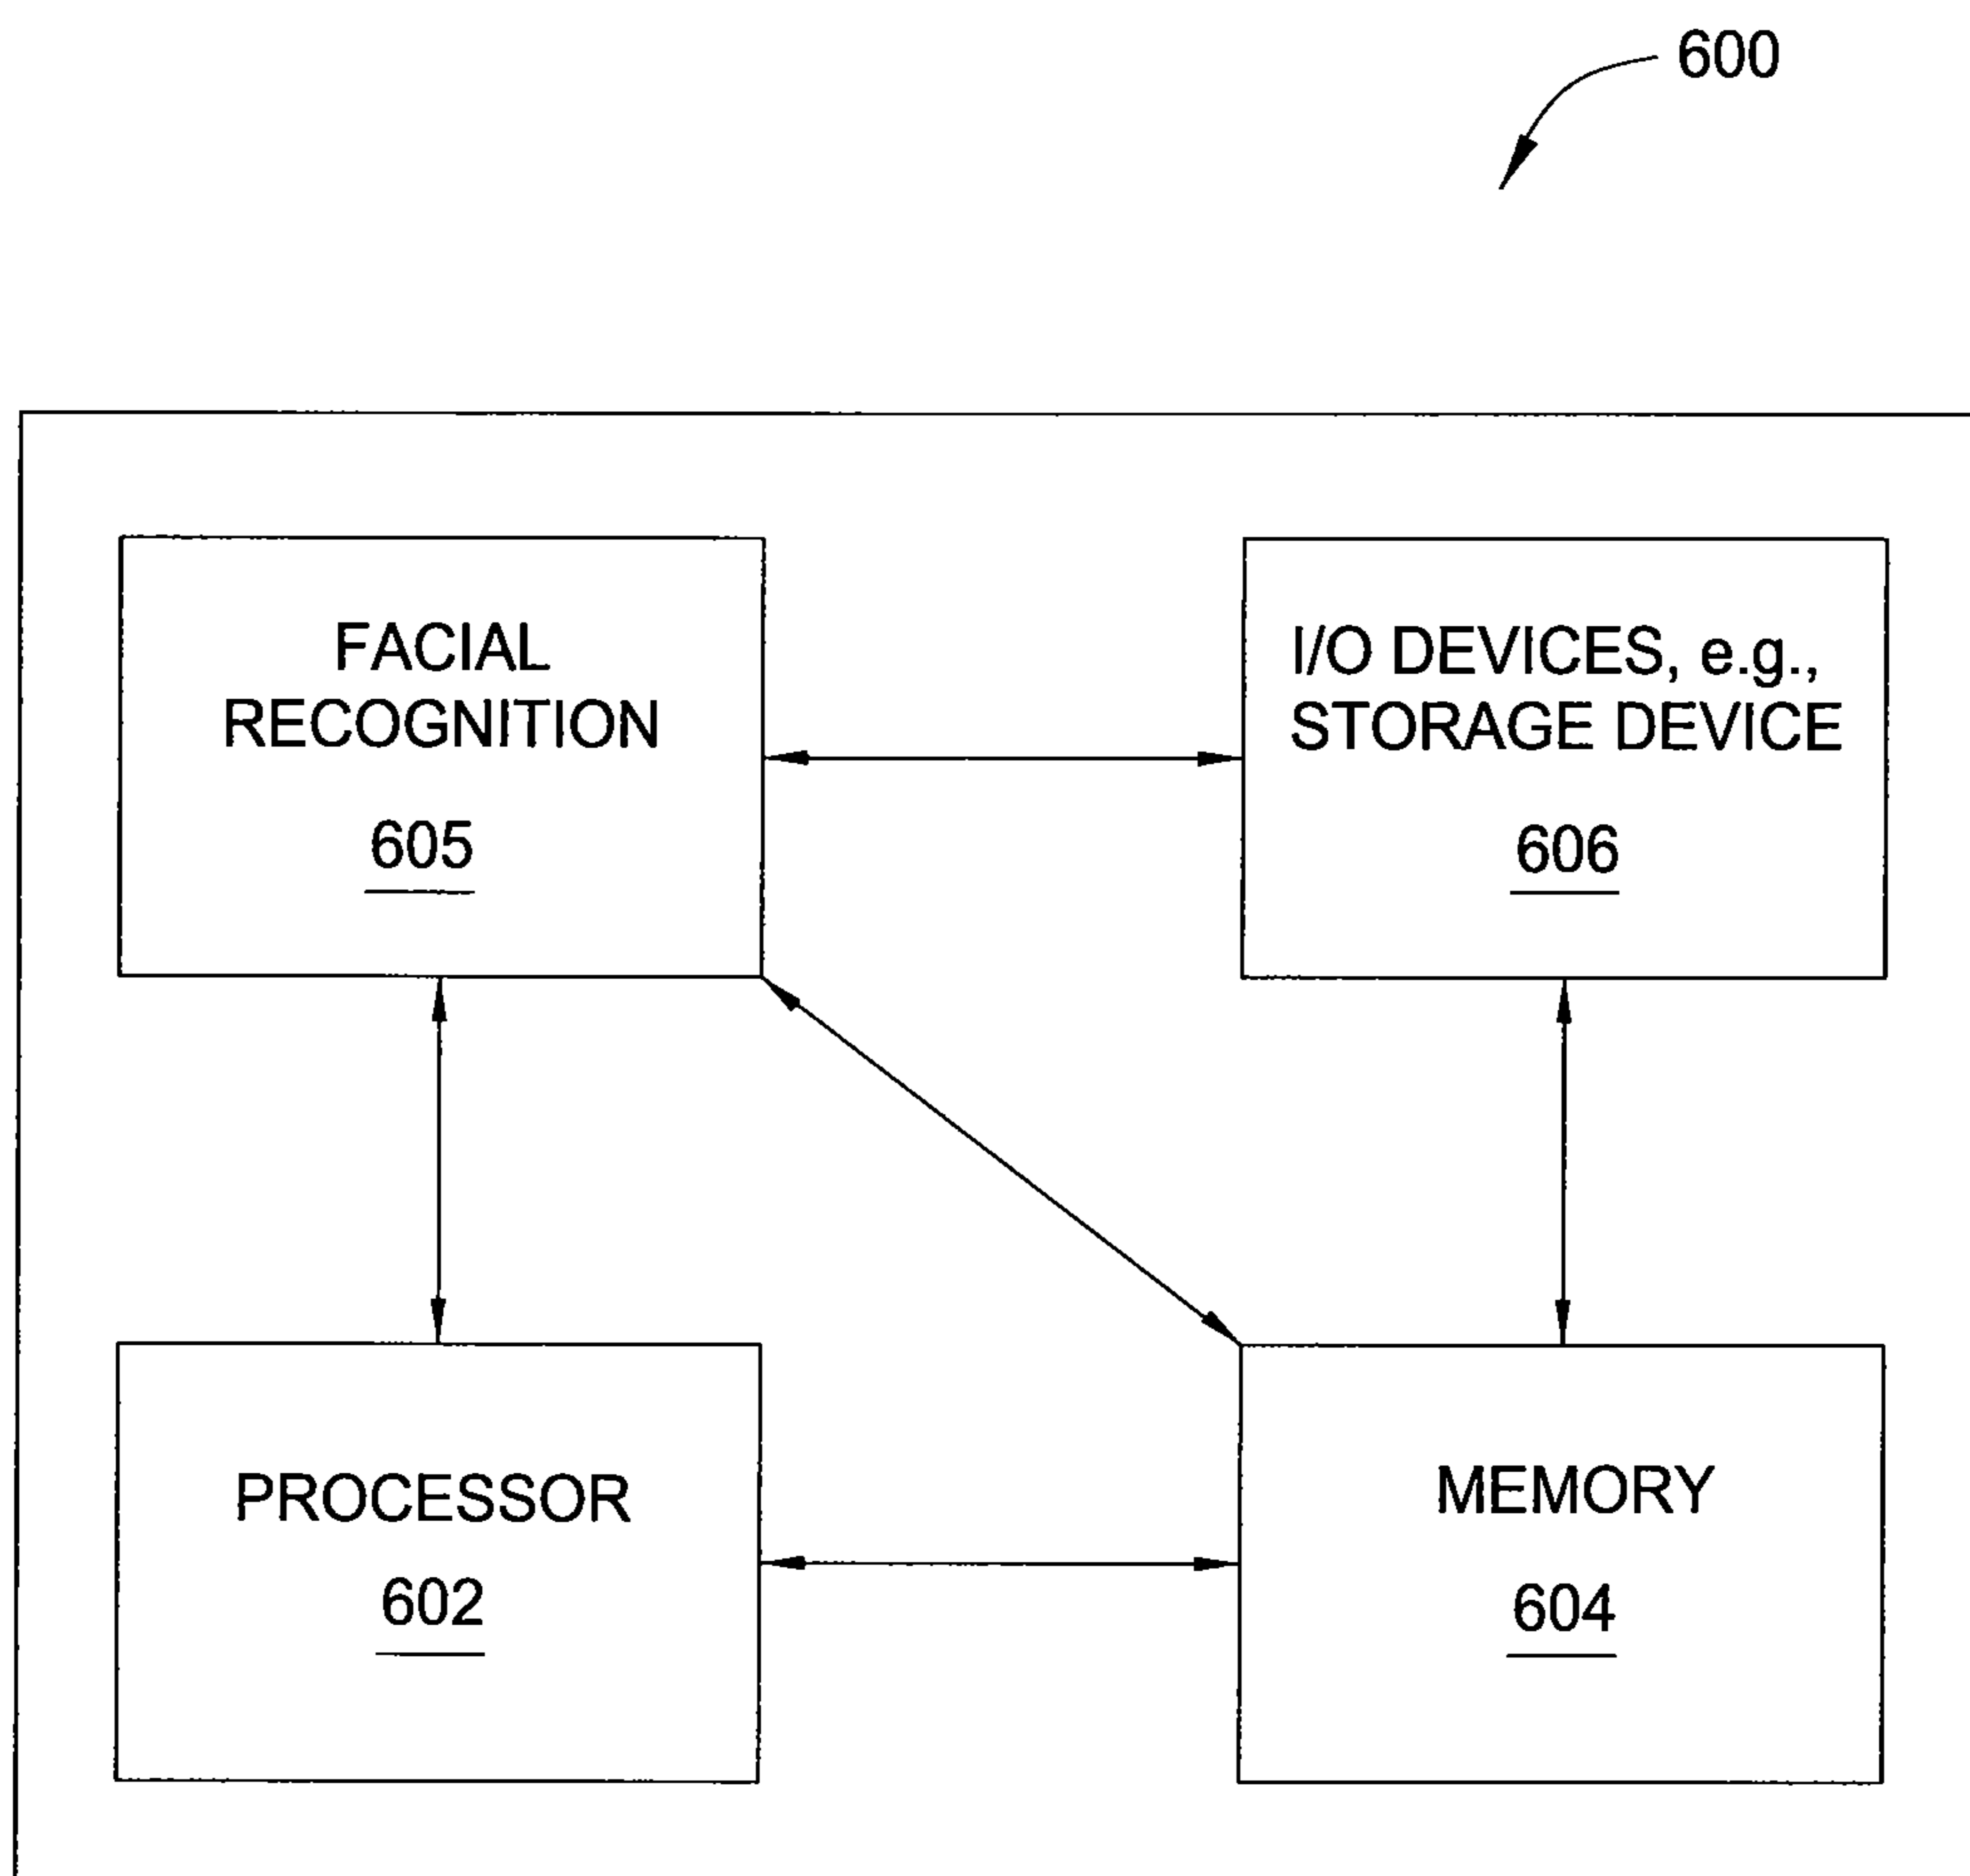 600
FACIAL
RECOGNITION
605
I/O DEVICES, e.g.,
STORAGE DEVICE
606
PROCESSOR
602
MEMORY
604